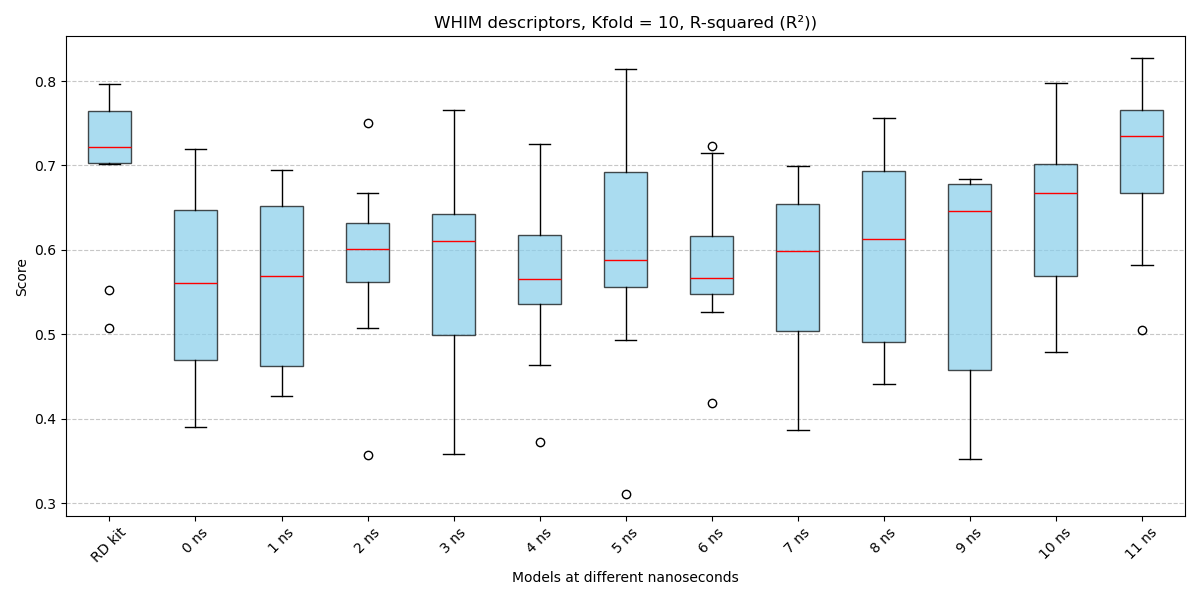 WHIM descriptors, Kfold = 10, R-squared (R²))
Score
0.8
0.7
0.6
0.5
0.4
0.3
RD kit
0 ns
1 ns
2 ns
3 ns
4 ns
5 ns
6 ns
7 ns
8 ns
9 ns
10 ns
11 ns
Models at different nanoseconds